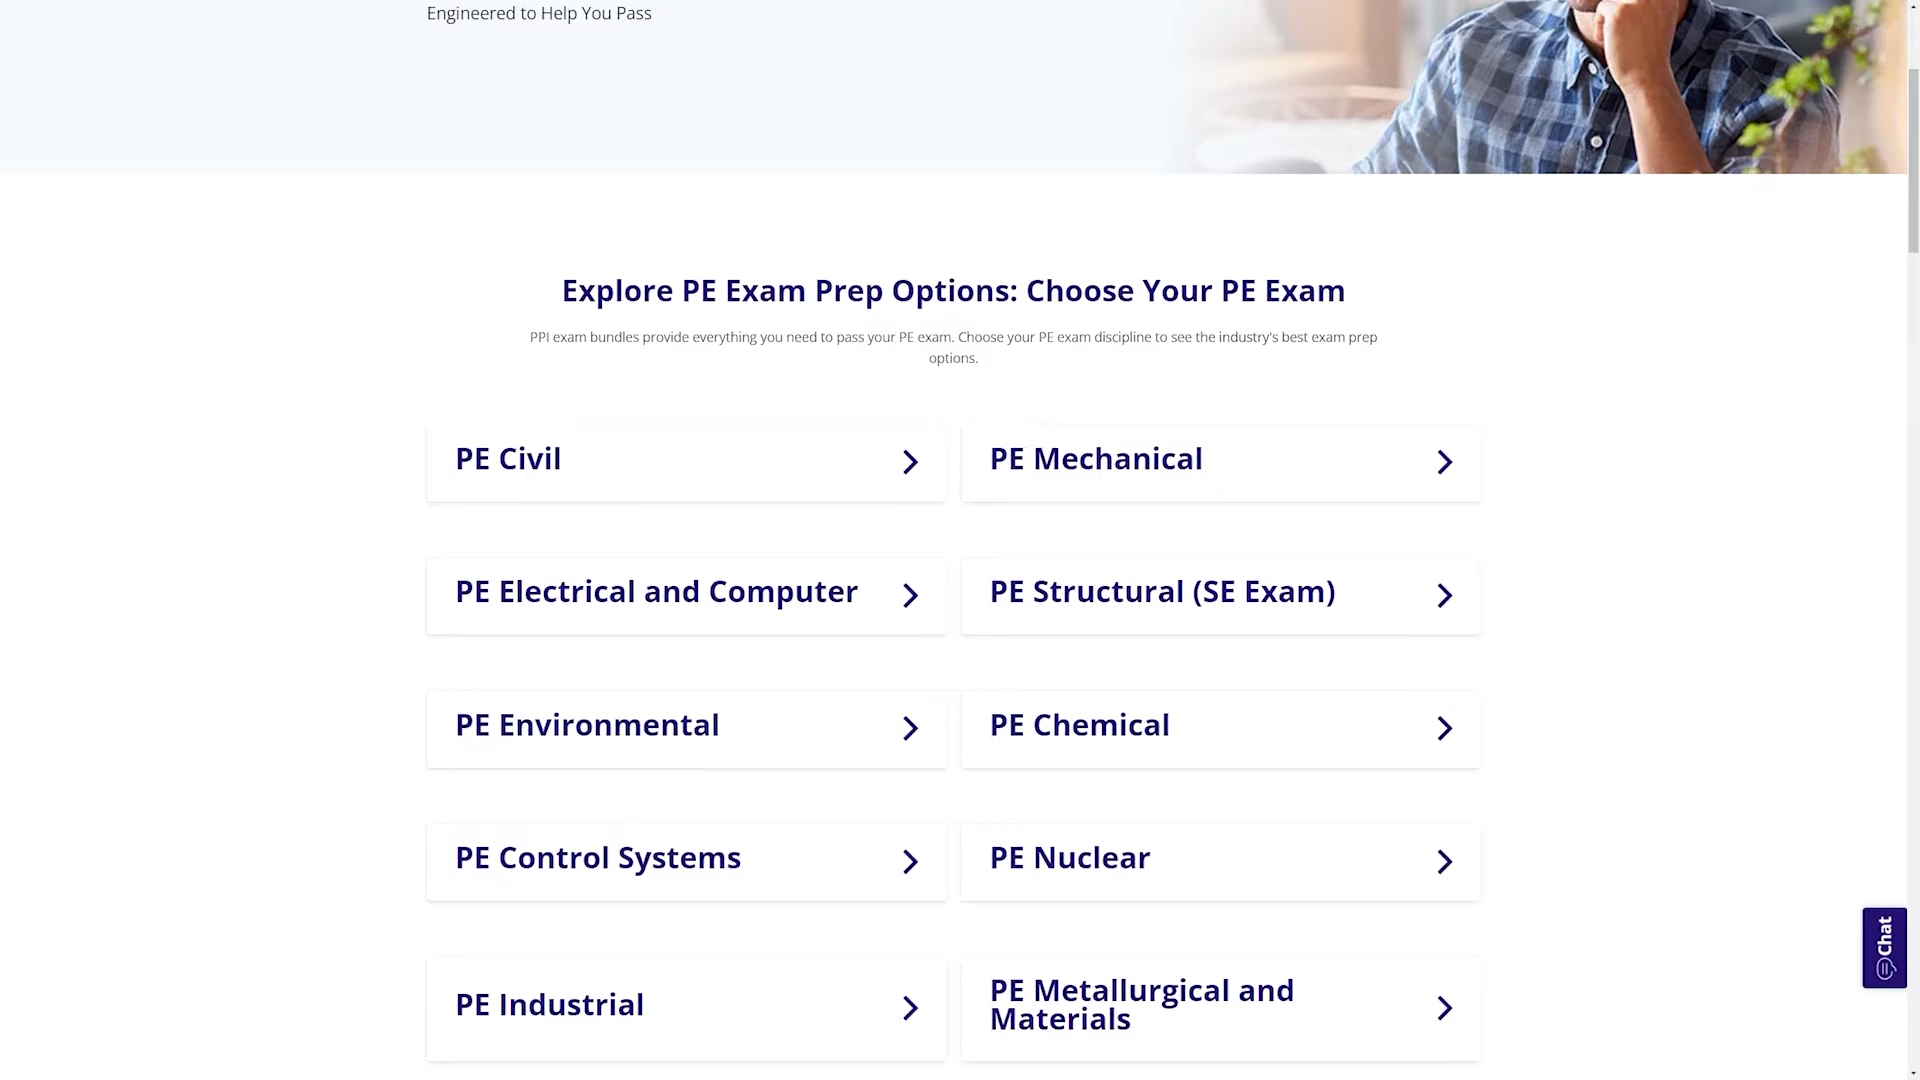 Engineered to Help You Pass
Explore PE Exam Prep Options: Choose Your PE Exam
PPI exam bundles provide everything you need to pass your PE exam. Choose your PE exam discipline to see the industry's best exam prep
options.
PE Civil
PE Mechanical
PE Electrical and Computer
PE Structural (SE Exam)
PE Environmental
PE Chemical
PE Control Systems
PE Nuclear
PE Industrial
PE Metallurgical and
Materials
Chat